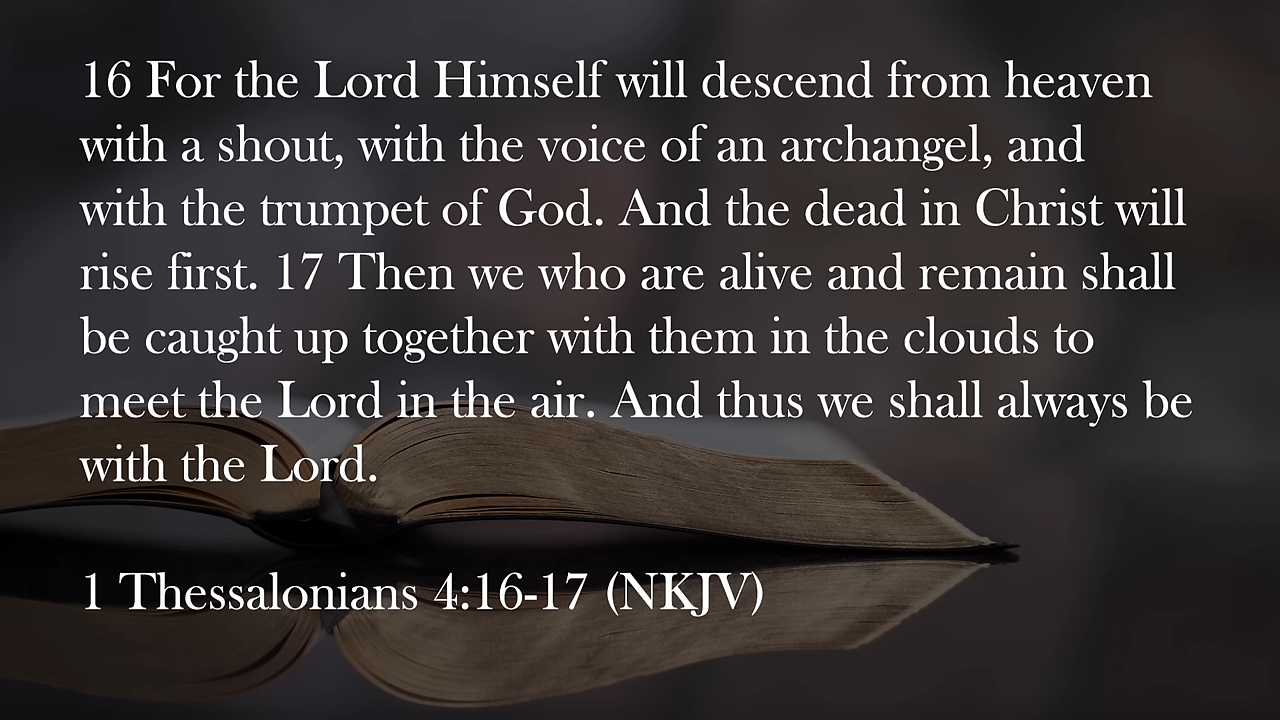 16 For the Lord Himself will descend from heaven
with a shout, with the voice of an archangel, and
with the trumpet of God. And the dead in Christ will
rise first. 17 Then we who are alive and remain shall
be caught up together with them in the clouds to
meet the Lord in the air. And thus we shall always be
with the Lord.
1 Thessalonians 4:16-17 (NKJV)